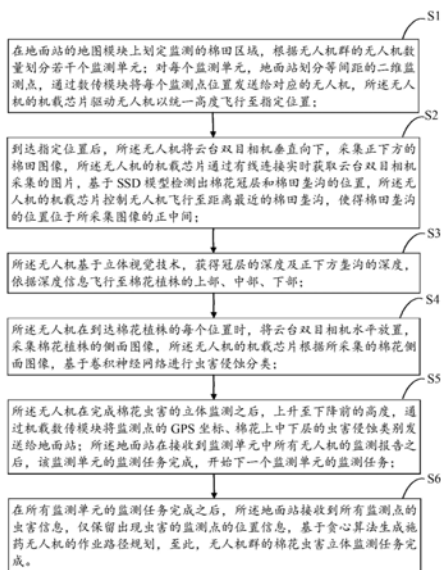 S1
在地面站的地图模块上划定监测的棉田区域，根据无人机群的无人机数
量划分若干个监测单元；对每个监测单元，地面站划分等间距的二维监
测点，通过数传模块将每个监测点位置发送给对应的无人机，所述无人
机的机载芯片驱动无人机以统一高度飞行至指定位置；
S2
到达指定位置后，所述无人机将云台双目相机垂直向下，采集正下方的
棉田图像，所述无人机的机载芯片通过有线连接实时获取云台双目相机
采集的图片，基于 SSD 模型检测出棉花冠层和棉田垄沟的位置，所述无
人机的机载芯片控制无人机飞行至距离最近的棉田垄沟，使得棉田垄沟
的位置位于所采集图像的正中间；
S3
所述无人机基于立体视觉技术，获得冠层的深度及正下方垄沟的深度，
依据深度信息飞行至棉花植株的上部、中部、下部；
S4
所述无人机在到达棉花植株的每个位置时，将云台双目相机水平放置，
采集棉花植株的侧面图像，所述无人机的机载芯片根据所采集的棉花侧
面图像，基于卷积神经网络进行虫害侵蚀分类；
S5
所述无人机在完成棉花虫害的立体监测之后，上升至下降前的高度，通
过机载数传模块将监测点的 GPS 坐标、棉花上中下层的虫害侵蚀类别发
送给地面站；所述地面站在接收到监测单元中所有无人机的监测报告之
后，该监测单元的监测任务完成，开始下一个监测单元的监测任务；
S6
在所有监测单元的监测任务完成之后，所述地面站接收到所有监测点的
虫害信息，仅保留出现虫害的监测点的位置信息，基于贪心算法生成施
药无人机的作业路径规划，至此，无人机群的棉花虫害立体监测任务完
成。